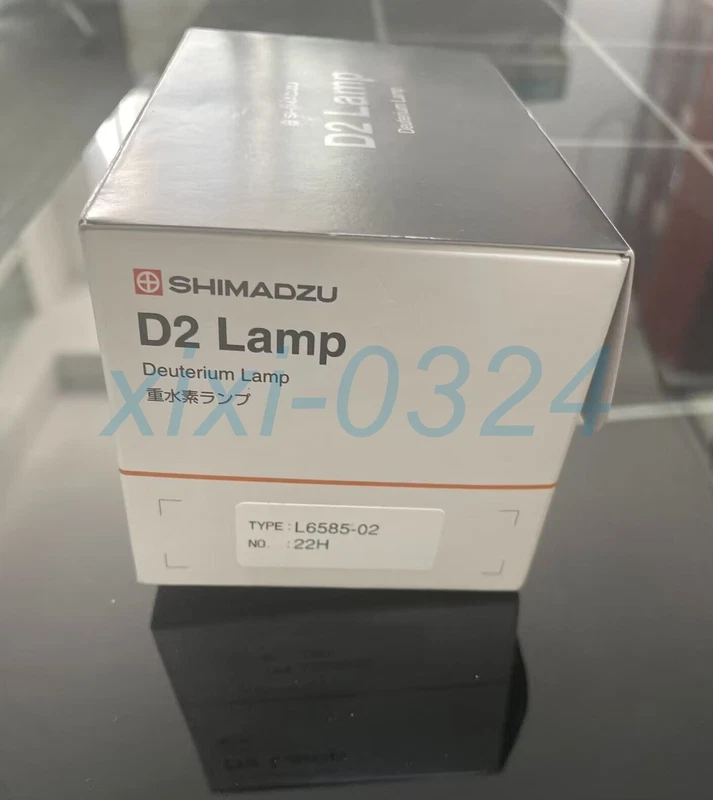 SHIMADZU
D2 Lamp
Deuterium Lamp
SHIMADZU
D2 Lamp
Deuterium Lamp
重水素ランプ
xixi-0324
TYPE : L6585-02
NO. : 22H